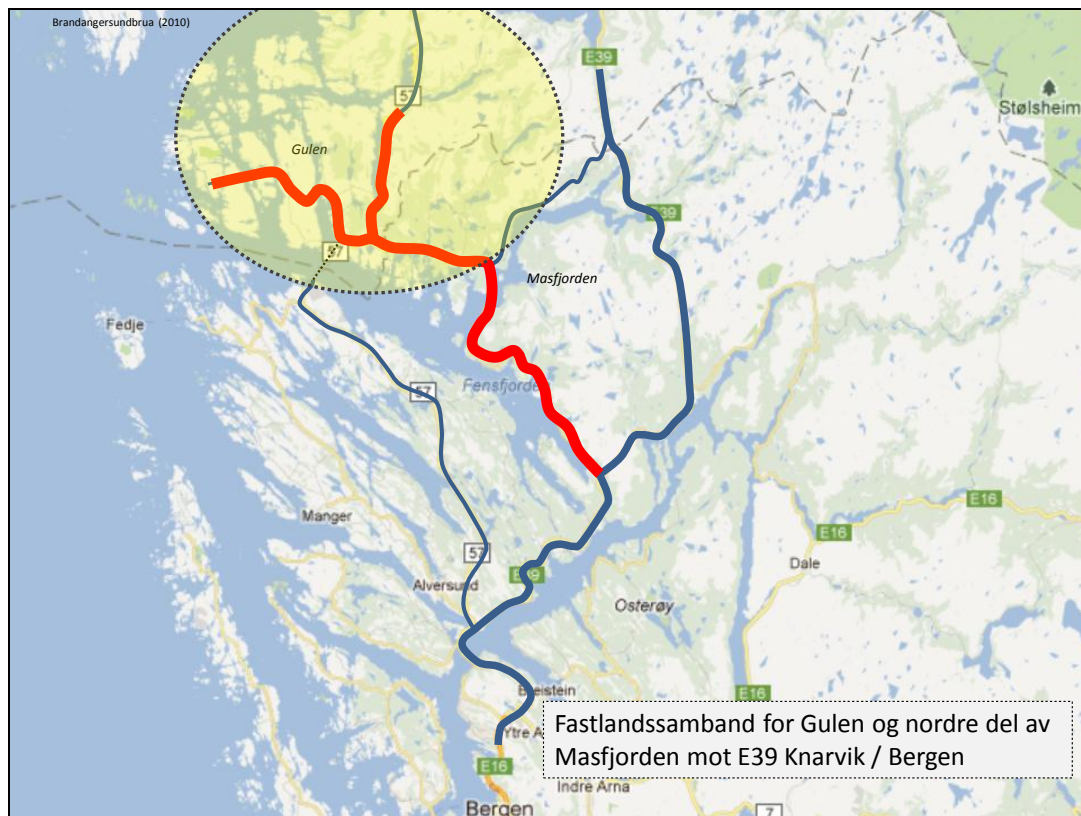 Brandangersundbrua (2010)
E39
Stølsheim
57
Gulen
E39
57
Masfjorden
Fedje
Fensfjorden
57
E16
Manger
57
Dale
Alversund
E39
Osterøy
E16
Breistein
Fastlandssamband for Gulen og nordre del av
Masfjorden mot E39 Knarvik / Bergen
Ytre A
E16
Indre Arna
Bergen
7